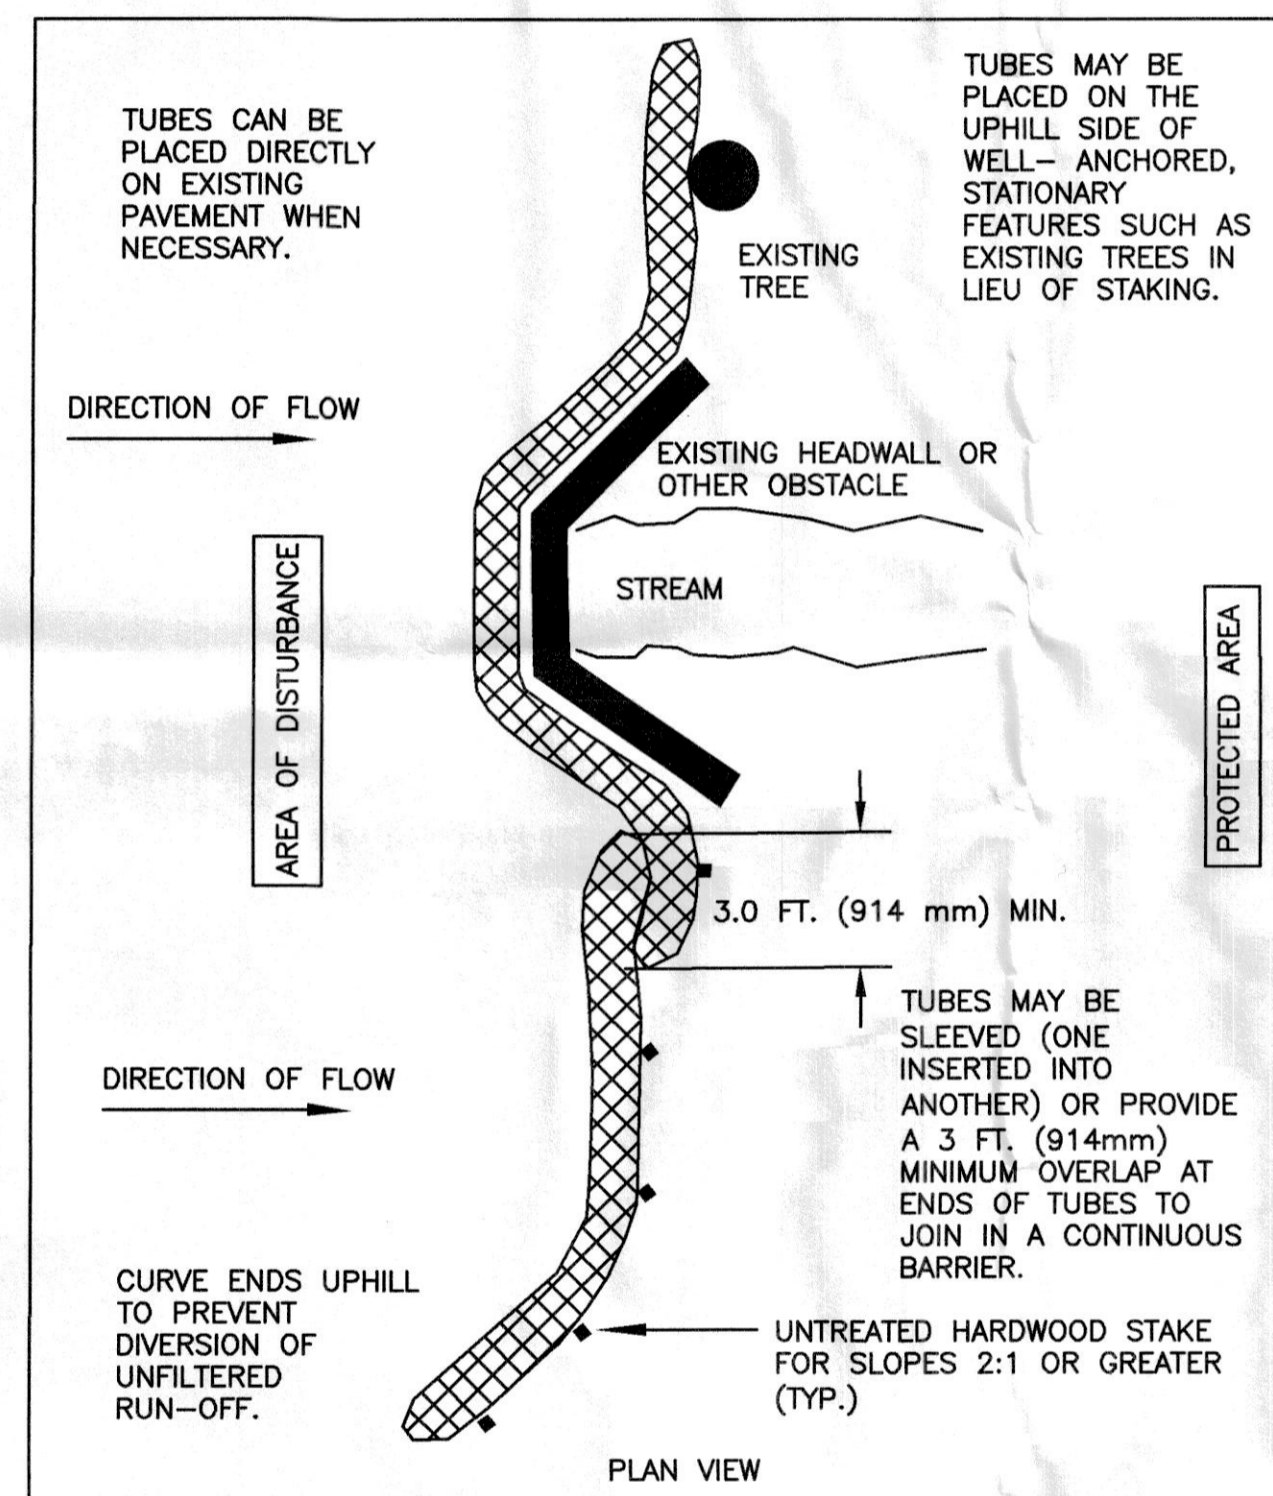 TUBES CAN BE
PLACED DIRECTLY
ON EXISTING
PAVEMENT WHEN
NECESSARY.
TUBES MAY BE
PLACED ON THE
UPHILL SIDE OF
WELL- ANCHORED,
STATIONARY
FEATURES SUCH AS
EXISTING TREES IN
LIEU OF STAKING.
EXISTING
TREE
DIRECTION OF FLOW
EXISTING HEADWALL OR
OTHER OBSTACLE
STREAM
AREA OF DISTURBANCE
PROTECTED AREA
3.0 FT. (914 mm) MIN.
TUBES MAY BE
SLEEVED (ONE
INSERTED INTO
ANOTHER) OR PROVIDE
A 3 FT. (914mm)
MINIMUM OVERLAP AT
ENDS OF TUBES TO
JOIN IN A CONTINUOUS
BARRIER.
DIRECTION OF FLOW
CURVE ENDS UPHILL
TO PREVENT
DIVERSION OF
UNFILTERED
RUN-OFF.
UNTREATED HARDWOOD STAKE
FOR SLOPES 2:1 OR GREATER
(TYP.)
PLAN VIEW